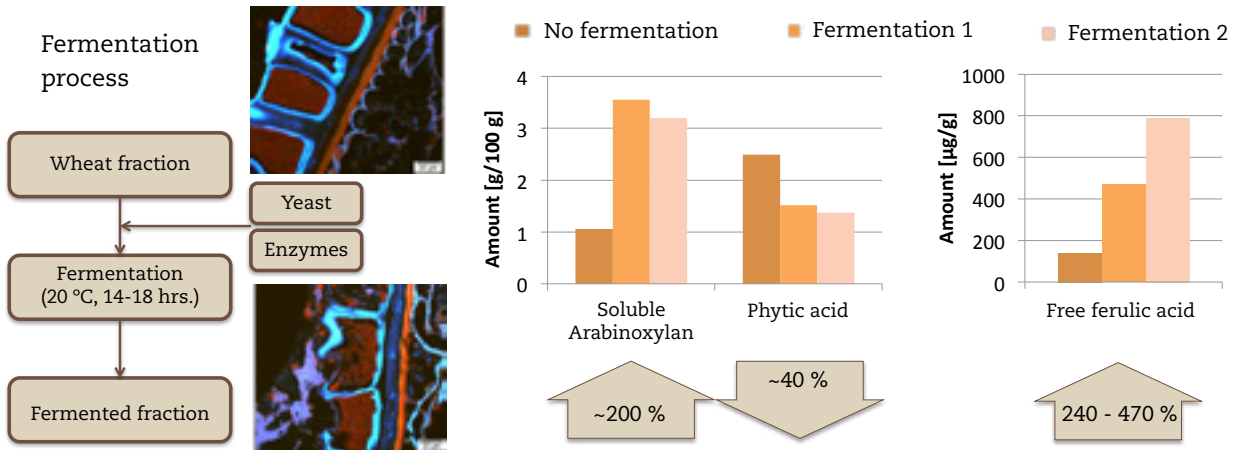 Fermentation
process
Wheat fraction
Yeast
Enzymes
Fermentation
(20 °C, 14-18 hrs.)
Fermented fraction
No fermentation
Fermentation 1
Fermentation 2
Amount [g/100 g]
4
3
2
1
0
Soluble
Arabinoxylan
Phytic acid
~200 %
~40 %
Amount [µg/g]
1000
800
600
400
200
0
Free ferulic acid
240 - 470 %